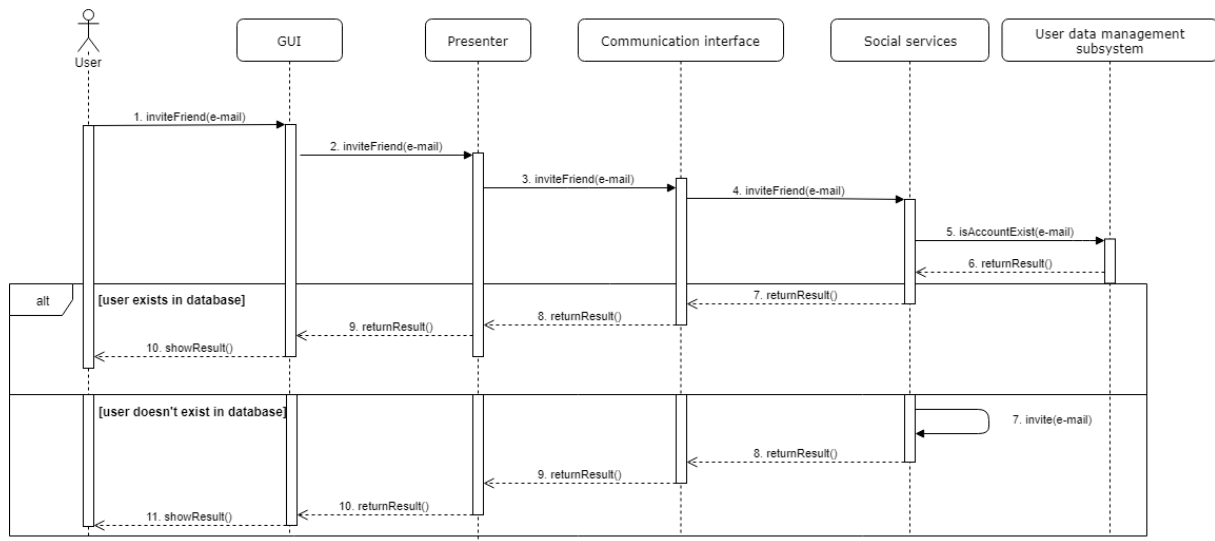 User
GUI
Presenter
Communication interface
Social services
User data management
subsystem
1. inviteFriend(e-mail)
2. inviteFriend(e-mail)
3. inviteFriend(e-mail)
4. inviteFriend(e-mail)
5. isAccountExist(e-mail)
6. returnResult()
alt
[user exists in database]
7. returnResult()
8. returnResult()
9. returnResult()
10. showResult()
[user doesn't exist in database]
7. invite(e-mail)
8. returnResult()
9. returnResult()
10. returnResult()
11. showResult()